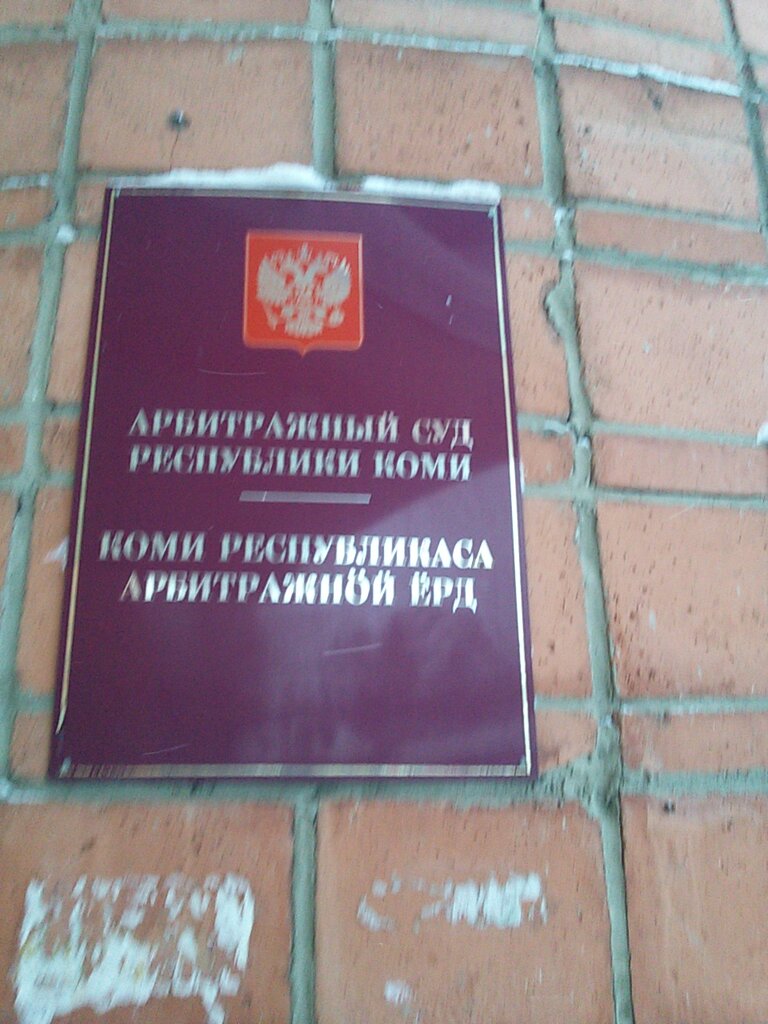 АРБИТРАЖНЫЙ СУД
РЕСПУБЛИКИ КОМИ
КОМИ РЕСПУБЛИКАСА
АРБИТРАЖНӦЙ ЁРД